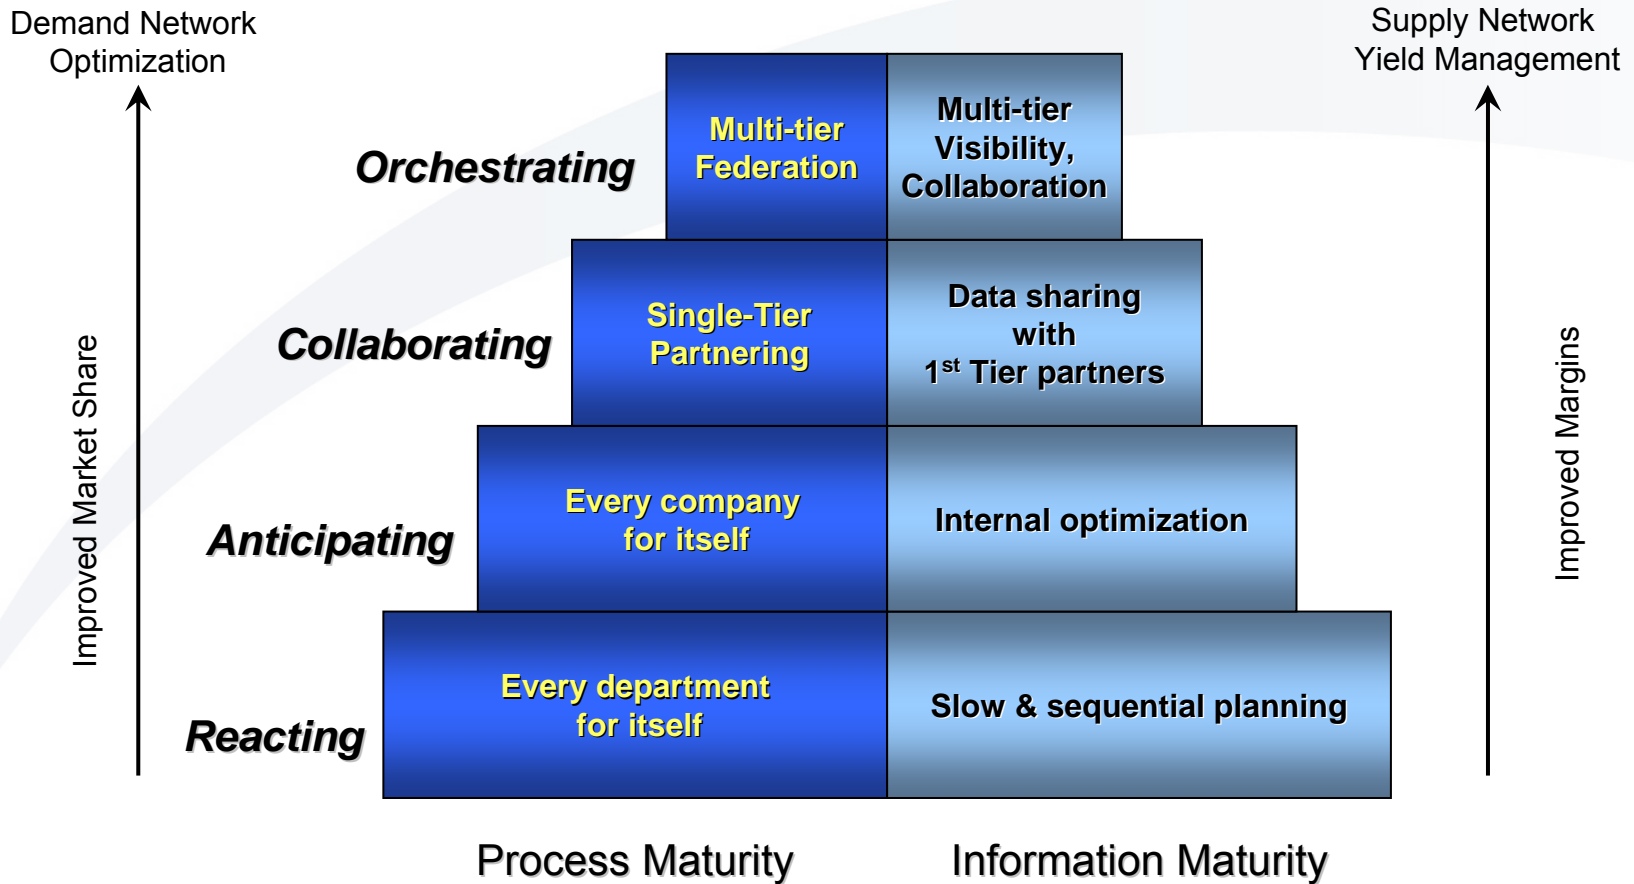 Demand Network
Optimization
Supply Network
Yield Management
Orchestrating
Multi-tier
Federation
Multi-tier
Visibility,
Collaboration
Collaborating
Single-Tier
Partnering
Data sharing
with
1st Tier partners
Improved Market Share
Improved Margins
Anticipating
Every company
for itself
Internal optimization
Reacting
Every department
for itself
Slow & sequential planning
Process Maturity
Information Maturity